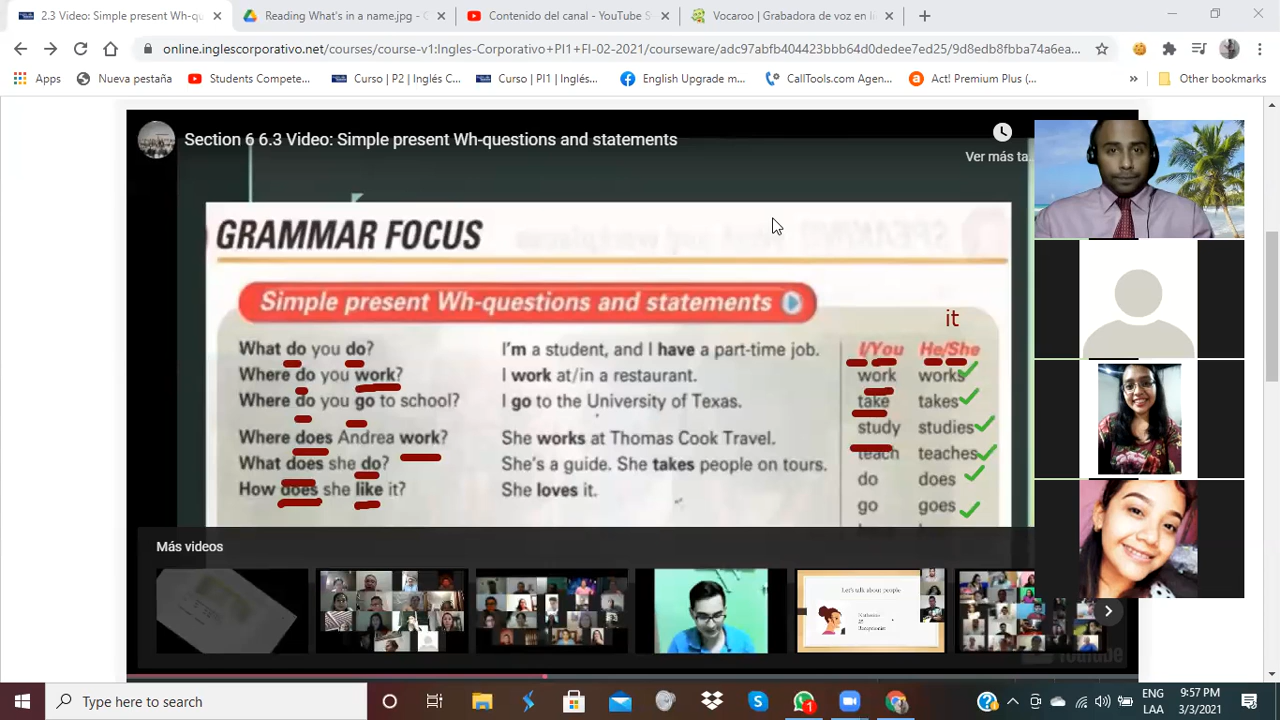 2.3 Video: Simple present Wh-qu
Reading What's in a name.jpg - G
Contenido del canal - YouTube S
Vocaroo | Grabadora de voz en lí
online.inglescorporativo.net/courses/course-v1:Ingles-Corporativo+PI1+FI-02-2021/courseware/adc97abfb404423bbb64d0dedee7ed25/9d8edb8fbba74a6ea...
Apps
Nueva pestaña
Students Compete...
Curso | P2 | Inglés C...
Curso | PI1 | Inglés...
English Upgrade m...
CallTools.com Agen...
Act! Premium Plus (...
»
Other bookmarks
Section 6 6.3 Video: Simple present Wh-questions and statements
Ver más ta...
GRAMMAR FOCUS
Simple present Wh-questions and statements
it
What do you do? I'm a student, and I have a part-time job. I/You He/She
Where do you work? I work at/in a restaurant. work works
Where do you go to school? I go to the University of Texas. take takes
study studies
Where does Andrea work? She works at Thomas Cook Travel.
teach teaches
What does she do? She's a guide. She takes people on tours.
do does
How does she like it? She loves it.
go goes
Más videos
Let's talk about people
YouTube
Type here to search
1
ENG
LAA
9:57 PM
3/3/2021